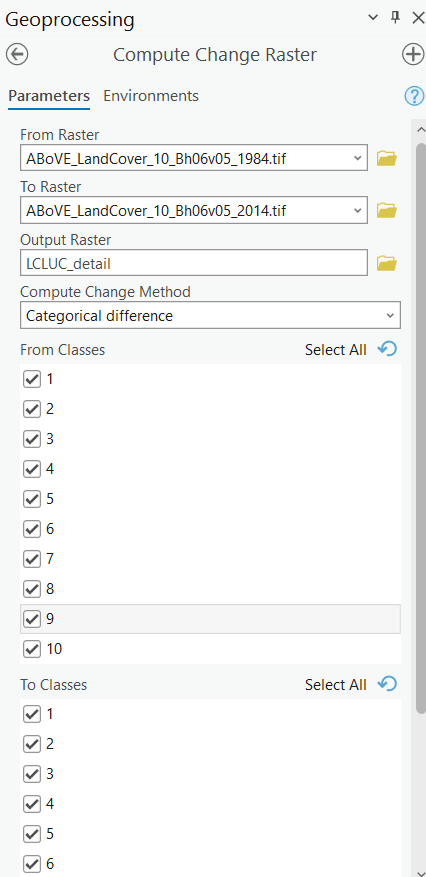 Geoprocessing
Compute Change Raster
Parameters Environments
?
From Raster
ABoVE_LandCover_10_Bh06v05_1984.tif
To Raster
ABoVE_LandCover_10_Bh06v05_2014.tif
Output Raster
LCLUC_detail
Compute Change Method
Categorical difference
From Classes Select All
1
2
3
4
5
6
7
8
9
10
To Classes Select All
1
2
3
4
5
6